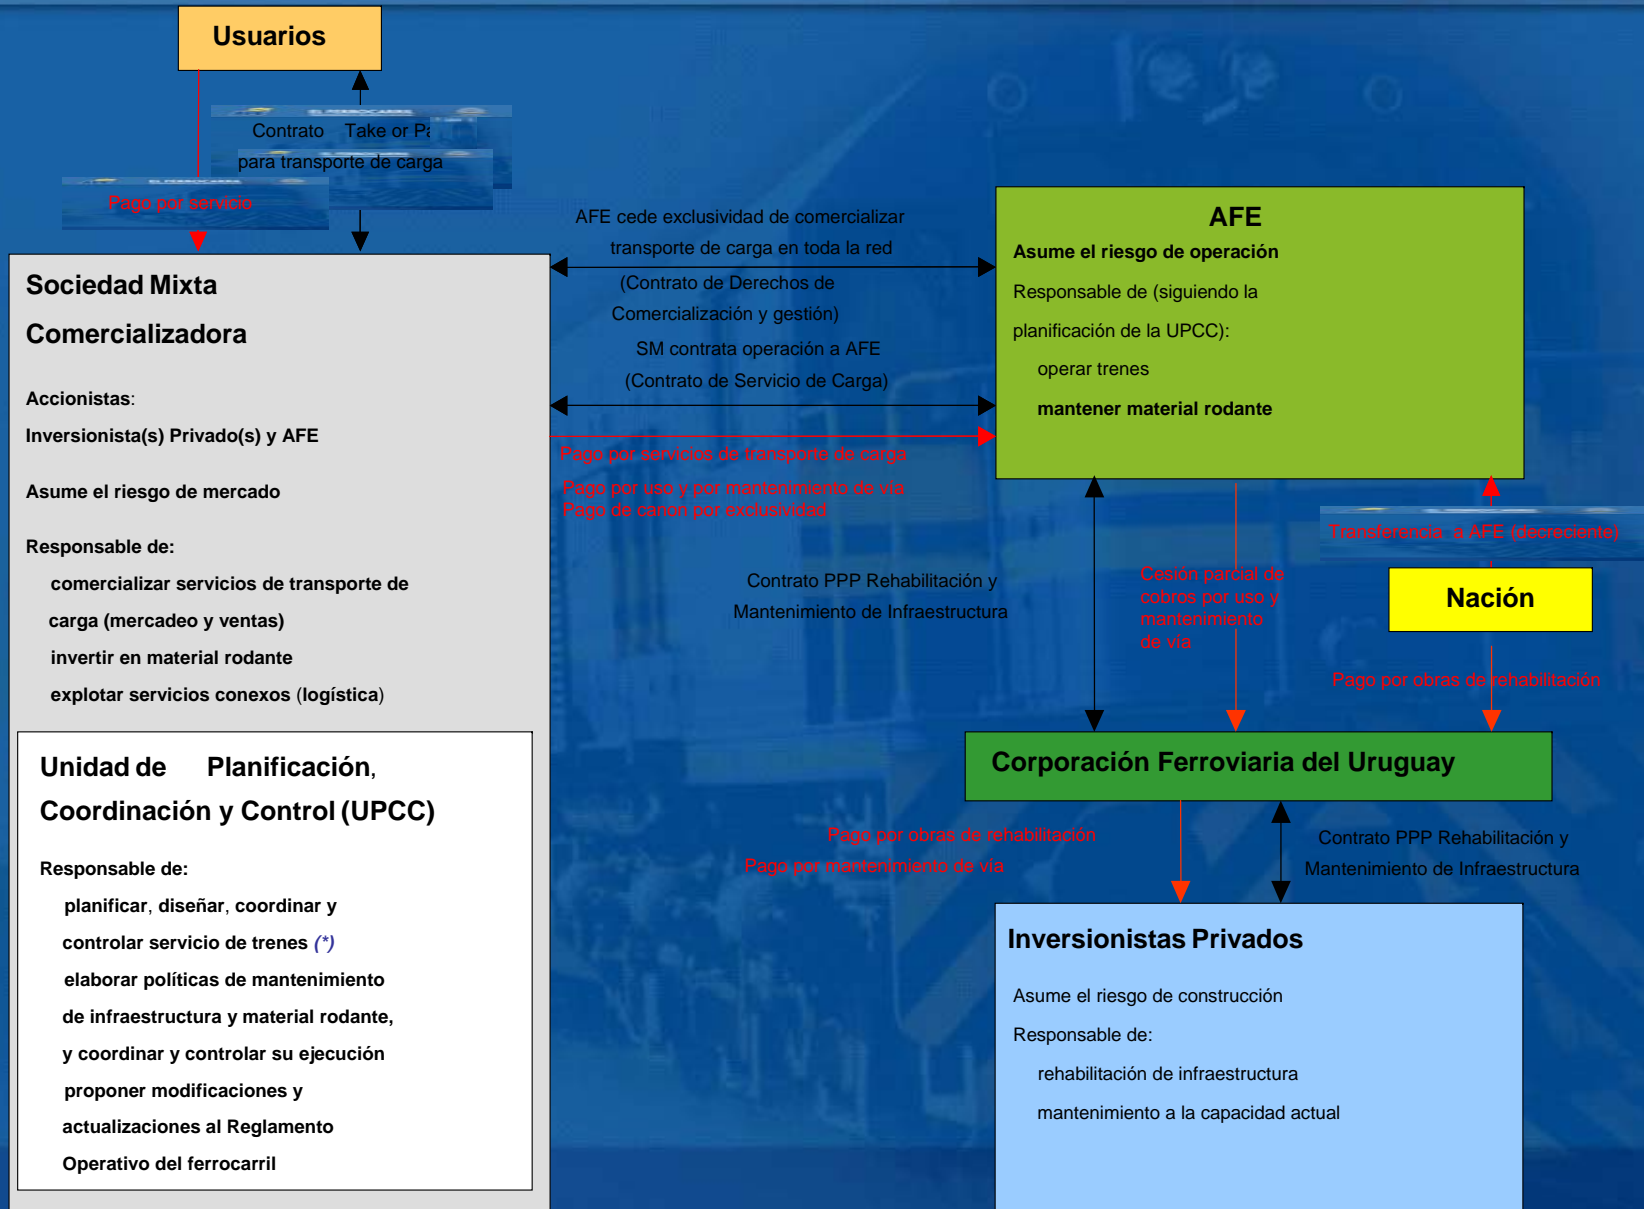 Usuarios
Contrato Take or
para transporte de carga
Pago por servicio
Sociedad Mixta
Comercializadora
Accionistas:
Inversionista(s) Privado(s) y AFE
Asume el riesgo de mercado
Responsable de:
comercializar servicios de transporte de
carga (mercadeo y ventas)
invertir en material rodante
explotar servicios conexos (logística)
Unidad de Planificación,
Coordinación y Control (UPCC)
Responsable de:
planificar, diseñar, coordinar y
controlar servicio de trenes (*)
elaborar políticas de mantenimiento
de infraestructura y material rodante,
y coordinar y controlar su ejecución
proponer modificaciones y
actualizaciones al Reglamento
Operativo del ferrocarril
AFE cede exclusividad de comercializar
transporte de carga en toda la red
(Contrato de Derechos de
Comercialización y gestión)
SM contrata operación a AFE
(Contrato de Servicio de Carga)
Pago por servicios de transporte de carga
Pago por uso y por mantenimiento de vía
Pago de canon por exclusividad
AFE
Asume el riesgo de operación
Responsable de (siguiendo la
planificación de la UPCC):
operar trenes
mantener material rodante
Contrato PPP Rehabilitación y
Mantenimiento de Infraestructura
Cesión parcial de
cobros por uso y
mantenimiento
de vía
Transferencia a AFE (decreciente)
Nación
Pago por obras de rehabilitación
Corporación Ferroviaria del Uruguay
Pago por obras de rehabilitación
Pago por mantenimiento de vía
Contrato PPP Rehabilitación y
Mantenimiento de Infraestructura
Inversionistas Privados
Asume el riesgo de construcción
Responsable de:
rehabilitación de infraestructura
mantenimiento a la capacidad actual